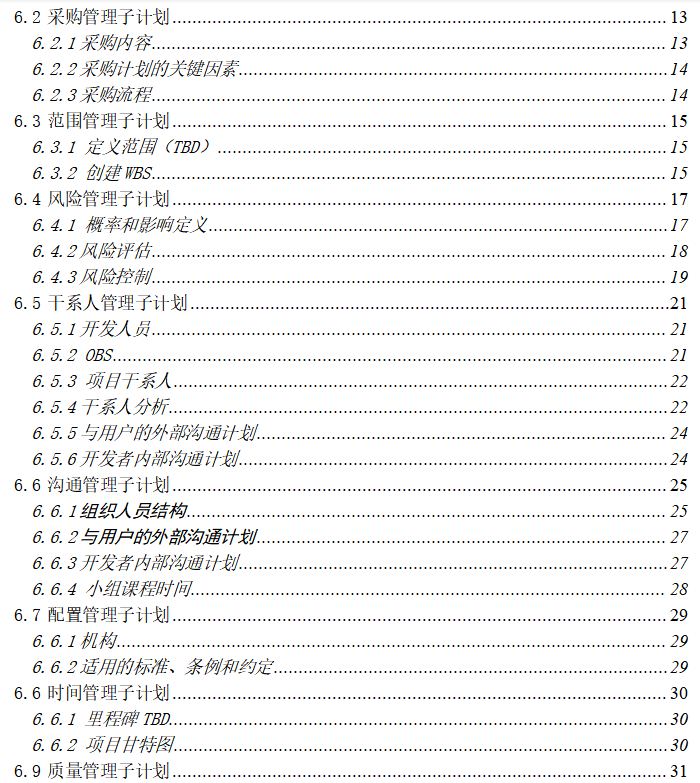 6.2 采购管理子计划........................13
6.2.1 采购内容........................13
6.2.2 采购计划的关键因素........................14
6.2.3 采购流程........................14
6.3 范围管理子计划........................15
6.3.1 定义范围（TBD）........................15
6.3.2 创建 WBS........................15
6.4 风险管理子计划........................17
6.4.1 概率和影响定义........................17
6.4.2 风险评估........................18
6.4.3 风险控制........................19
6.5 干系人管理子计划........................21
6.5.1 开发人员........................21
6.5.2 OBS........................21
6.5.3 项目干系人........................22
6.5.4 干系人分析........................22
6.5.5 与用户的外部沟通计划........................24
6.5.6 开发者内部沟通计划........................24
6.6 沟通管理子计划........................25
6.6.1 组织人员结构........................25
6.6.2 与用户的外部沟通计划........................27
6.6.3 开发者内部沟通计划........................27
6.6.4 小组课程时间........................28
6.7 配置管理子计划........................29
6.6.1 机构........................29
6.6.2 适用的标准、条例和约定........................29
6.6 时间管理子计划........................30
6.6.1 里程碑 TBD........................30
6.6.2 项目甘特图........................30
6.9 质量管理子计划........................31